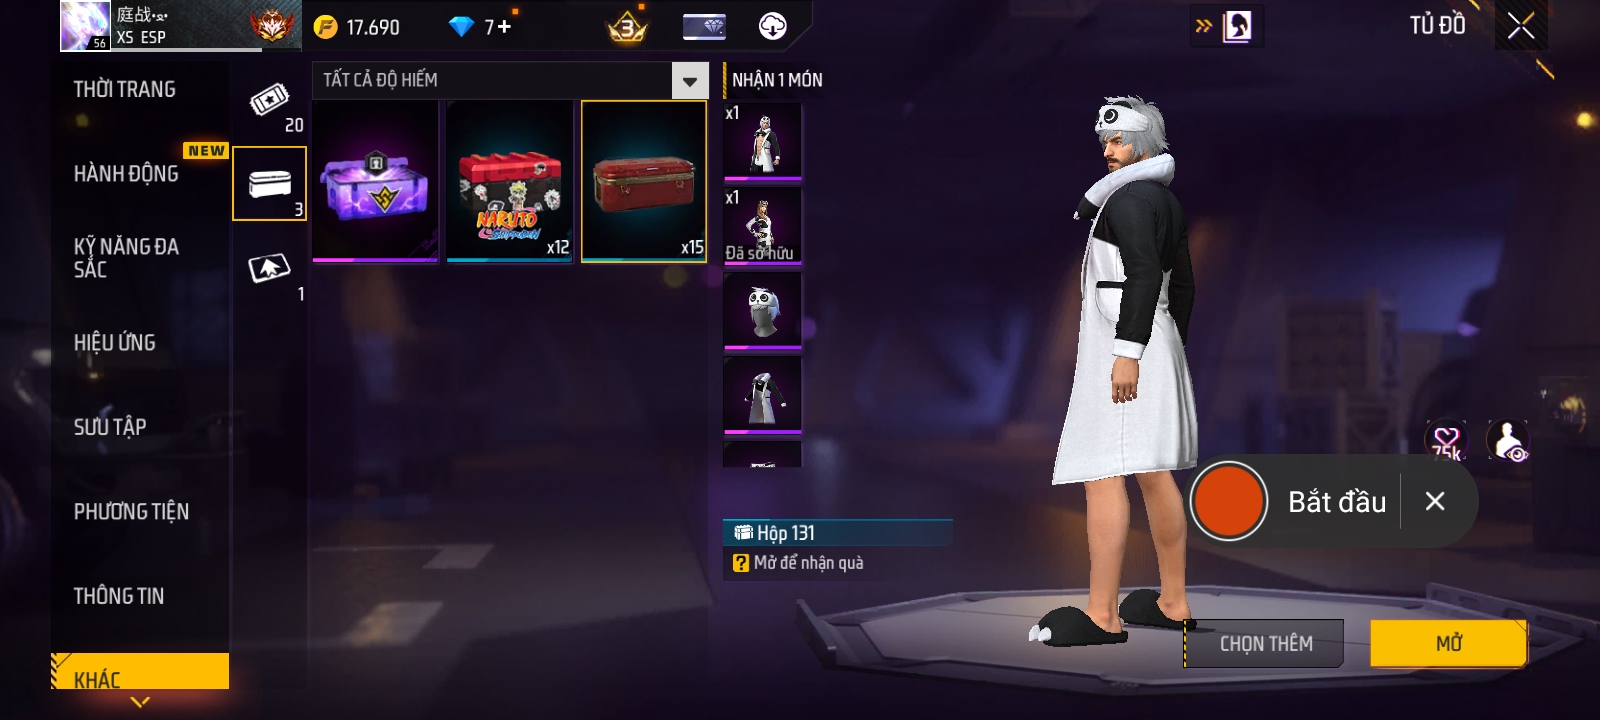 庭战
56
XS ESP
17.690
7+
3
TỦ ĐỒ
THỜI TRANG
HÀNH ĐỘNG
NEW
KỸ NĂNG ĐA
SẮC
HIỆU ỨNG
SƯU TẬP
PHƯƠNG TIỆN
THÔNG TIN
KHÁC
20
3
1
TẤT CẢ ĐỘ HIẾM
NARUTO
Shippuden
x12
x15
NHẬN 1 MÓN
x1
x1
Đã sở hữu
Hộp 131
? Mở để nhận quà
75k
Bắt đầu
CHỌN THÊM
MỞ